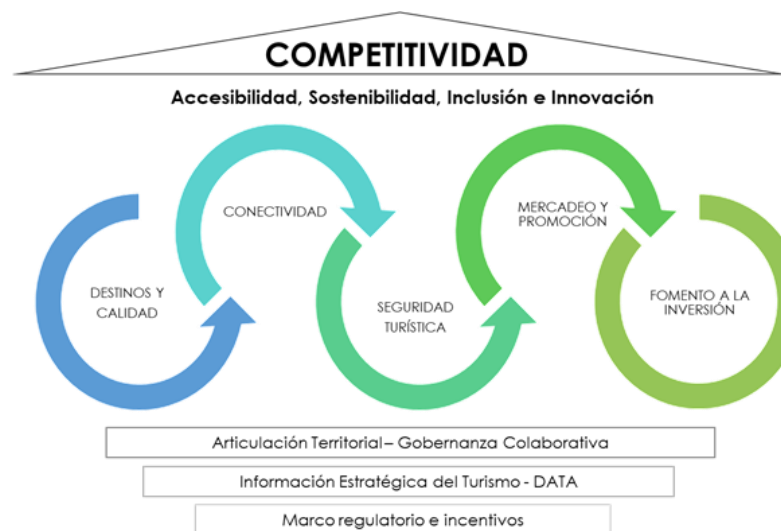 COMPETITIVIDAD
Accesibilidad, Sostenibilidad, Inclusión e Innovación
DESTINOS Y
CALIDAD
CONECTIVIDAD
SEGURIDAD
TURÍSTICA
MERCADEO Y
PROMOCIÓN
FOMENTO A LA
INVERSIÓN
Articulación Territorial – Gobernanza Colaborativa
Información Estratégica del Turismo - DATA
Marco regulatorio e incentivos